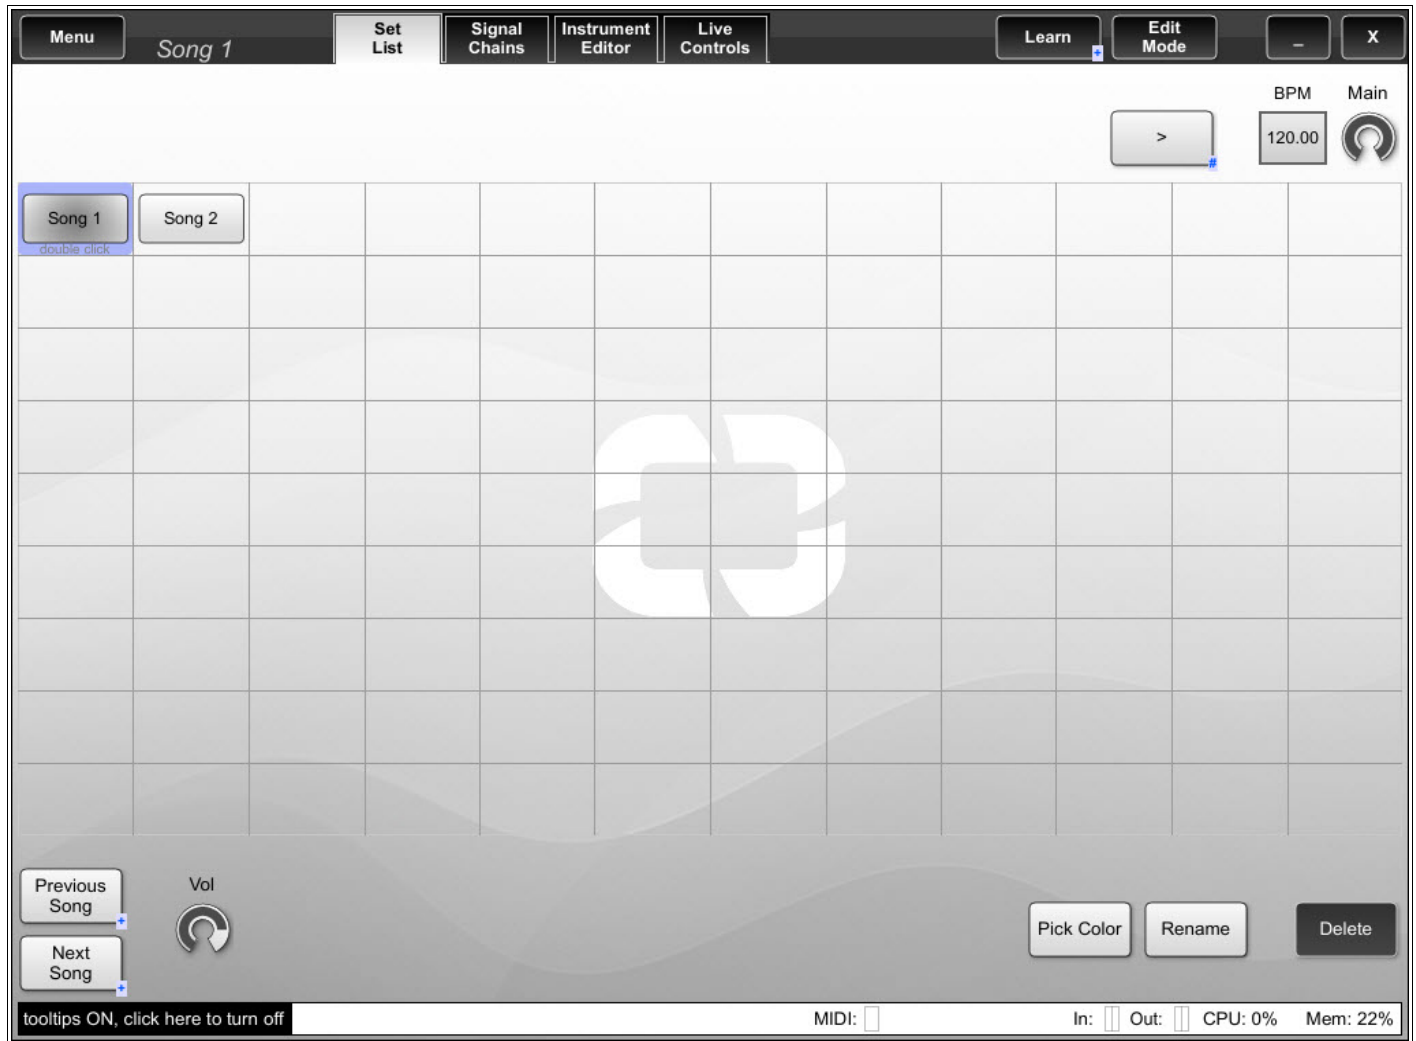 Menu
Song 1
Set
List
Signal
Chains
Instrument
Editor
Live
Controls
Learn
+
Edit
Mode
_
X
BPM
Main
>
#
120.00
Song 1
double click
Song 2
Previous
Song
+
Vol
Next
Song
+
Pick Color
Rename
Delete
tooltips ON, click here to turn off
MIDI:
In:
Out:
CPU: 0%
Mem: 22%